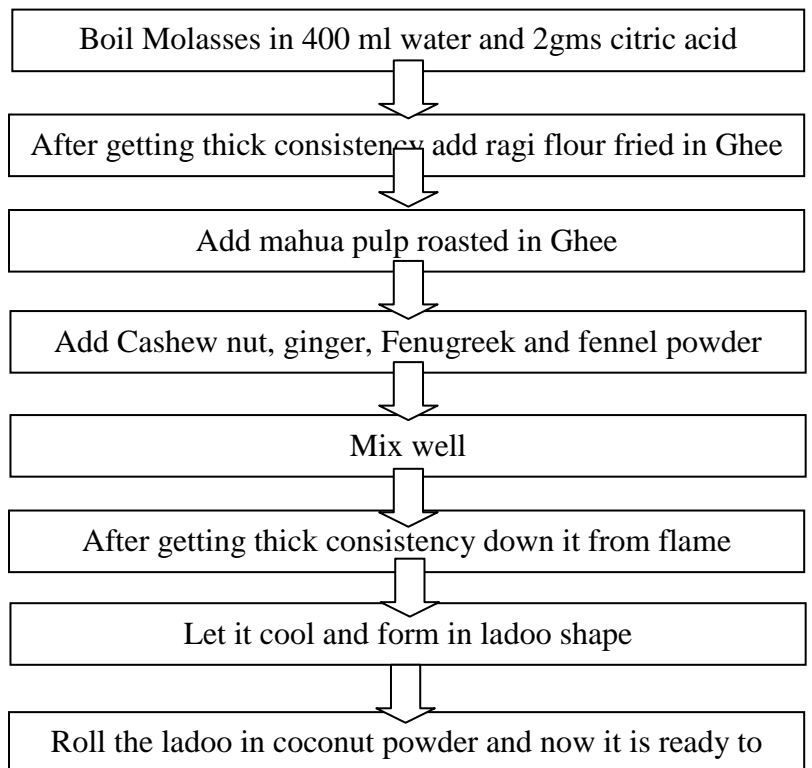 Boil Molasses in 400 ml water and 2gms citric acid
After getting thick consistency add ragi flour fried in Ghee
Add mahua pulp roasted in Ghee
Add Cashew nut, ginger, Fenugreek and fennel powder
Mix well
After getting thick consistency down it from flame
Let it cool and form in ladoo shape
Roll the ladoo in coconut powder and now it is ready to